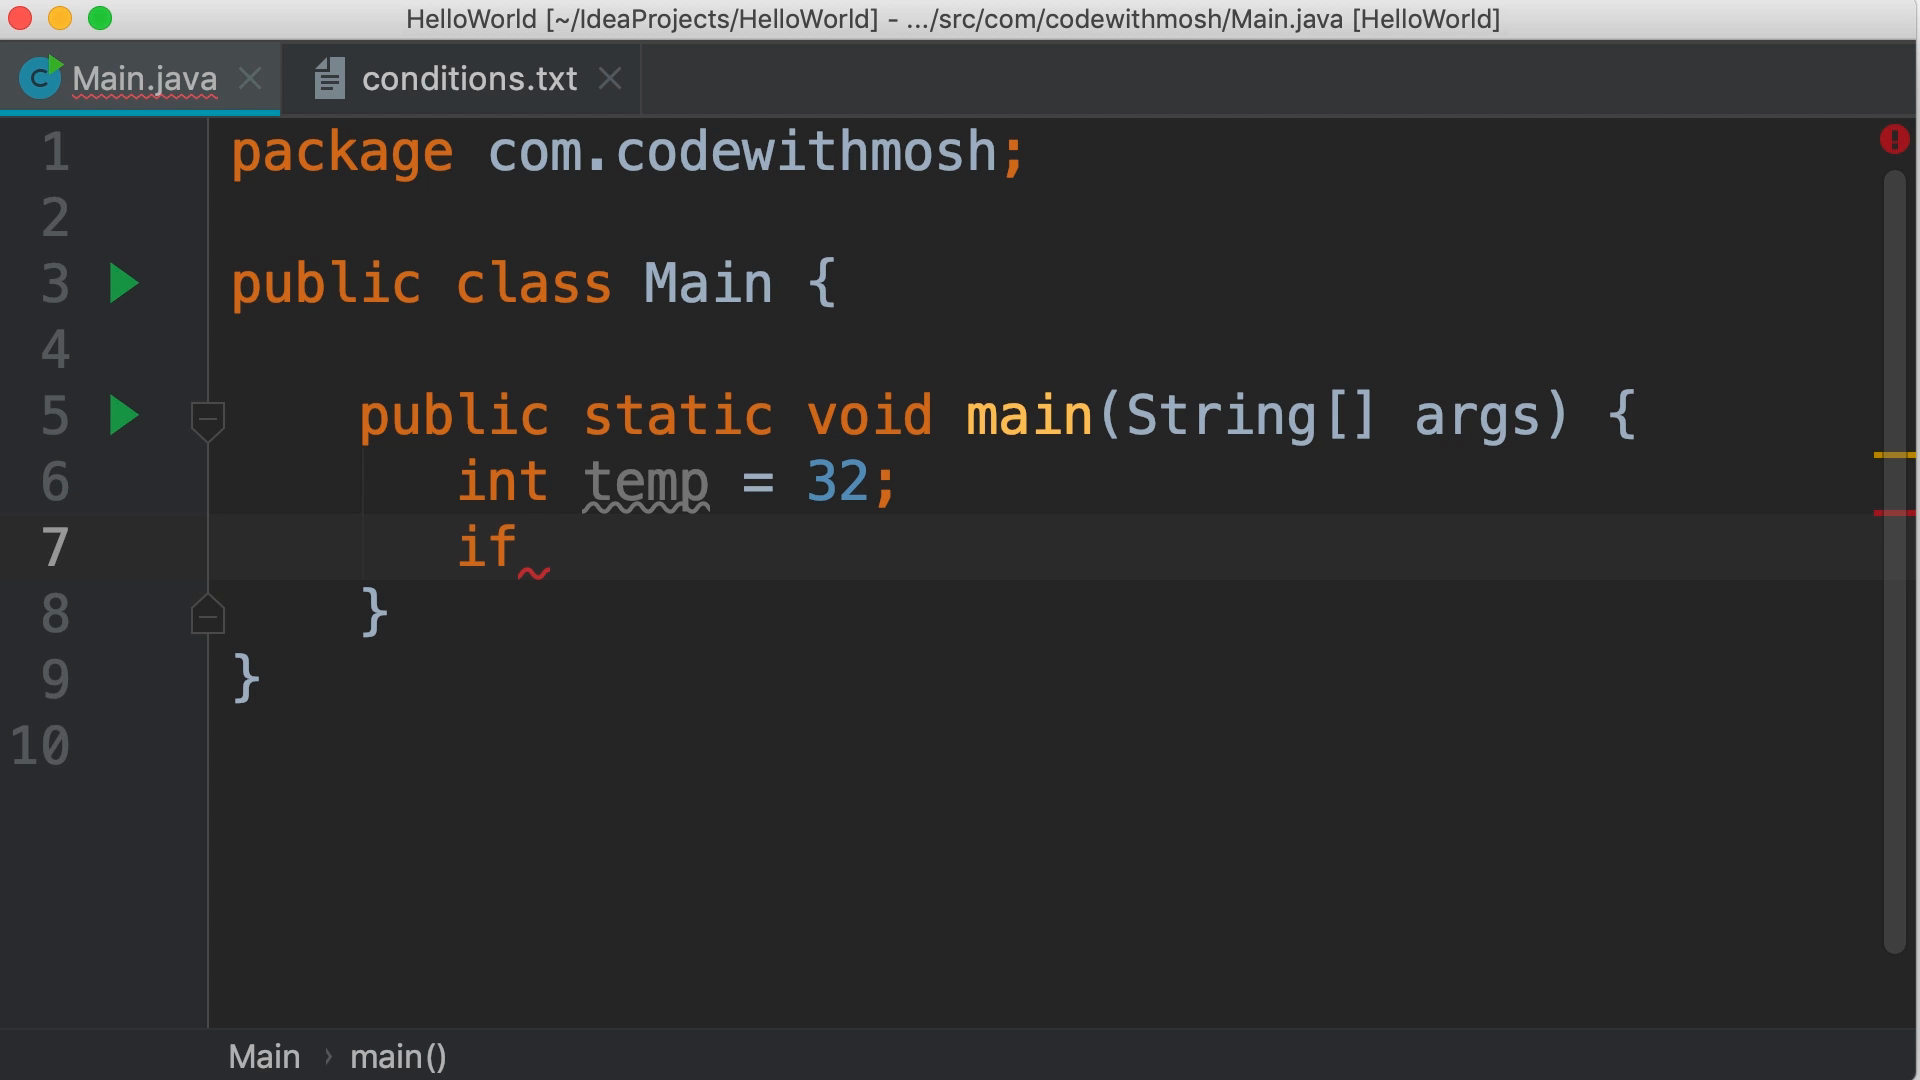 HelloWorld [~/IdeaProjects/HelloWorld] - .../src/com/codewithmosh/Main.java [HelloWorld]
Main.java conditions.txt
1 package com.codewithmosh;
2
3 public class Main {
4
5 public static void main(String[] args) {
6 int temp = 32;
7 if
8 }
9 }
10
Main › main()